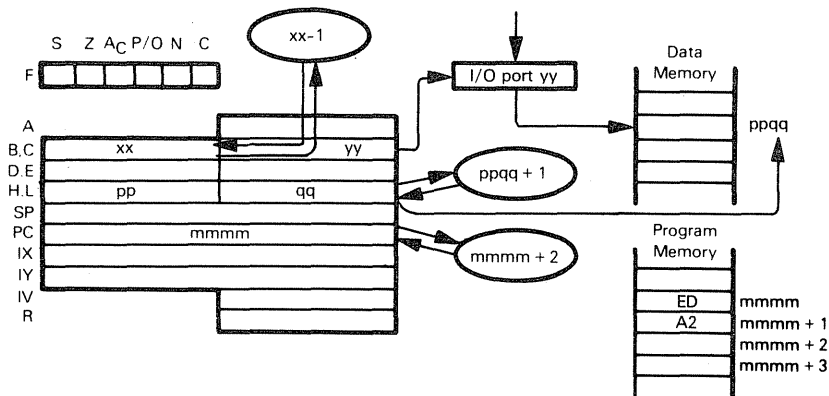 S Z AC P/O N C
F
xx-1
I/O port yy
Data
Memory
ppqq
A
B,C xx yy
D.E
H.L pp qq
ppqq + 1
SP
PC mmmm
mmmm + 2
IX
IY
IV
R
Program
Memory
ED mmmm
A2 mmmm + 1
mmmm + 2
mmmm + 3